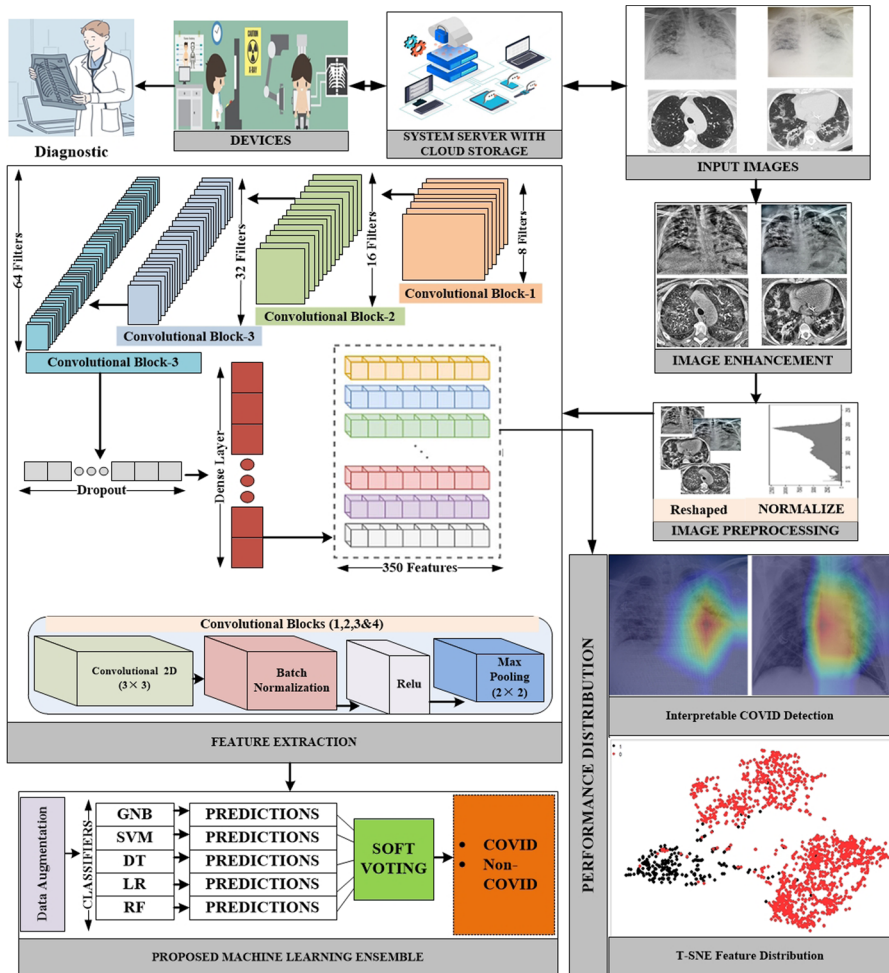 Diagnostic
CAUTION
X-RAY
DEVICES
SYSTEM SERVER WITH
CLOUD STORAGE
INPUT IMAGES
64 Filters
32 Filters
16 Filters
8 Filters
Convolutional Block-1
Convolutional Block-2
Convolutional Block-3
Convolutional Block-3
IMAGE ENHANCEMENT
Dropout
Dense Layer
350 Features
Reshaped
NORMALIZE
IMAGE PREPROCESSING
Convolutional Blocks (1,2,3&4)
Convolutional 2D
(3 × 3)
Batch
Normalization
Relu
Max
Pooling
(2 × 2)
FEATURE EXTRACTION
PERFORMANCE DISTRIBUTION
Interpretable COVID Detection
1
0
T-SNE Feature Distribution
Data Augmentation
CLASSIFIERS
GNB
PREDICTIONS
SVM
PREDICTIONS
DT
PREDICTIONS
LR
PREDICTIONS
RF
PREDICTIONS
SOFT
VOTING
• COVID
• Non-
COVID
PROPOSED MACHINE LEARNING ENSEMBLE